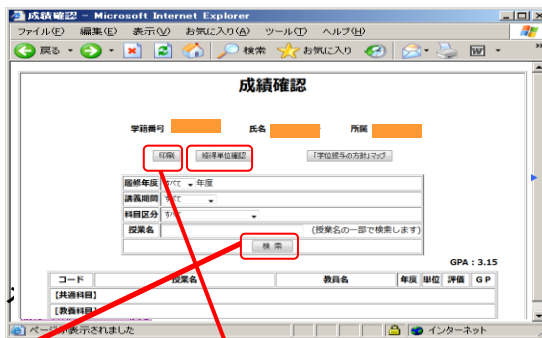 成績確認 - Microsoft Internet Explorer
ファイル(F) 編集(E) 表示(V) お気に入り(A) ツール(T) ヘルプ(H)
戻る 検索 お気に入り
成績確認
学籍番号 氏名 所属
印刷 修得単位確認 「学位授与の方針」マップ
履修年度 すべて 年度
講義期間 すべて
科目区分 すべて
授業名 (授業名の一部で検索します)
検 索
GPA : 3.15
コード 授業名 教員名 年度 単位 評価 G P
【共通科目】
【教養科目】
ページが表示されました インターネット